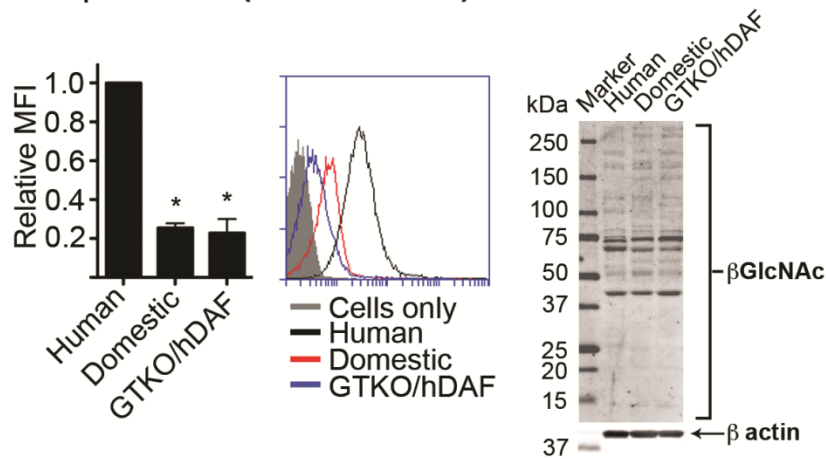 Relative MFI
1.0
0.8
0.6
0.4
0.2
*
*
Human
Domestic
GTKO/hDAF
Cells only
Human
Domestic
GTKO/hDAF
kDa
Marker
Human
Domestic
GTKO/hDAF
250
150
100
75
50
37
25
20
15
βGlcNAc
β actin
37